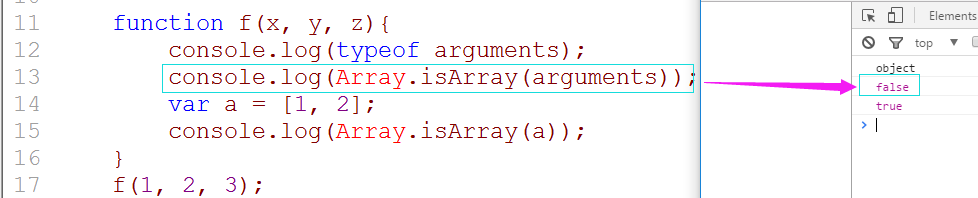 11 function f(x, y, z){
12 console.log(typeof arguments);
13 console.log(Array.isArray(arguments));
14 var a = [1, 2];
15 console.log(Array.isArray(a));
16 }
17 f(1, 2, 3);
Elements
top
object
false
true
>